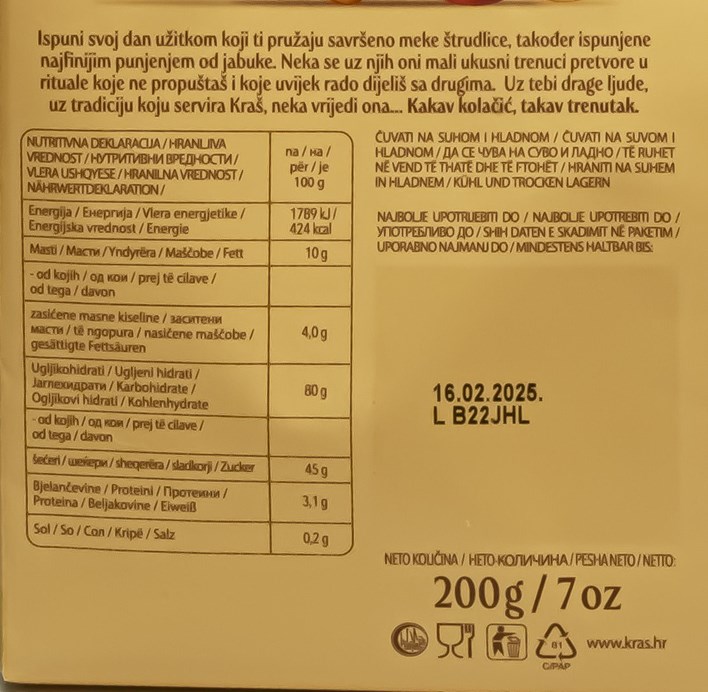 Ispuni svoj dan užitkom koji ti pružaju savršeno meke štrudlice, također ispunjene
najfinijim punjenjem od jabuke. Neka se uz njih oni mali ukusni trenuci pretvore u
rituale koje ne propuštaš i koje uvijek rado dijeliš sa drugima. Uz tebi drage ljude,
uz tradiciju koju servira Kraš, neka vrijedi ona... Kakav kolačić, takav trenutak.
NUTRITIVNA DEKLARACIJA / HRANLJIVA
VREDNOST / НУТРИТИВНИ ВРЕДНОСТИ /
VLERA USHQYESE / HRANILNA VREDNOST /
NÄHRWERTDEKLARATION /
na / на /
për / je
100 g
Energija / Енергија / Vlera energjetike /
Energijska vrednost / Energie
1789 kJ /
424 kcal
Masti / Масти / Yndyrëra / Maščobe / Fett
10 g
- od kojih / од кои / prej të cilave /
od tega / davon
zasićene masne kiseline / заситени
масти / të ngopura / nasičene maščobe /
gesättigte Fettsäuren
4,0 g
Ugljikohidrati / Ugljeni hidrati /
Јагленхидрати / Karbohidrate /
Ogljikovi hidrati / Kohlenhydrate
80 g
- od kojih / од кои / prej të cilave /
od tega / davon
šećeri / шеќери / sheqerëra / sladkorji / Zucker
45 g
Bjelančevine / Proteini / Протеини /
Proteina / Beljakovine / Eiweiß
3,1 g
Sol / So / Сол / Kripë / Salz
0,2 g
ČUVATI NA SUHOM I HLADNOM / ČUVATI NA SUVOM I
HLADNOM / ДА СЕ ЧУВА НА СУВО И ЛАДНО / TË RUHET
NË VEND TË THATË DHE TË FTOHËT / HRANITI NA SUHEM
IN HLADNEM / KÜHL UND TROCKEN LAGERN
NAJBOLJE UPOTRIJEBITI DO / NAJBOLJE UPOTREBITI DO /
УПОТРЕБЛИВО ДО / SHIH DATEN E SKADIMIT NË PAKETIM /
UPORABNO NAJMANJ DO / MINDESTENS HALTBAR BIS:
16.02.2025.
L B22JHL
NETO KOLIČINA / НЕТО КОЛИЧИНА / PESHA NETO / NETTO:
200g / 7 oz
81
C/PAP
www.kras.hr